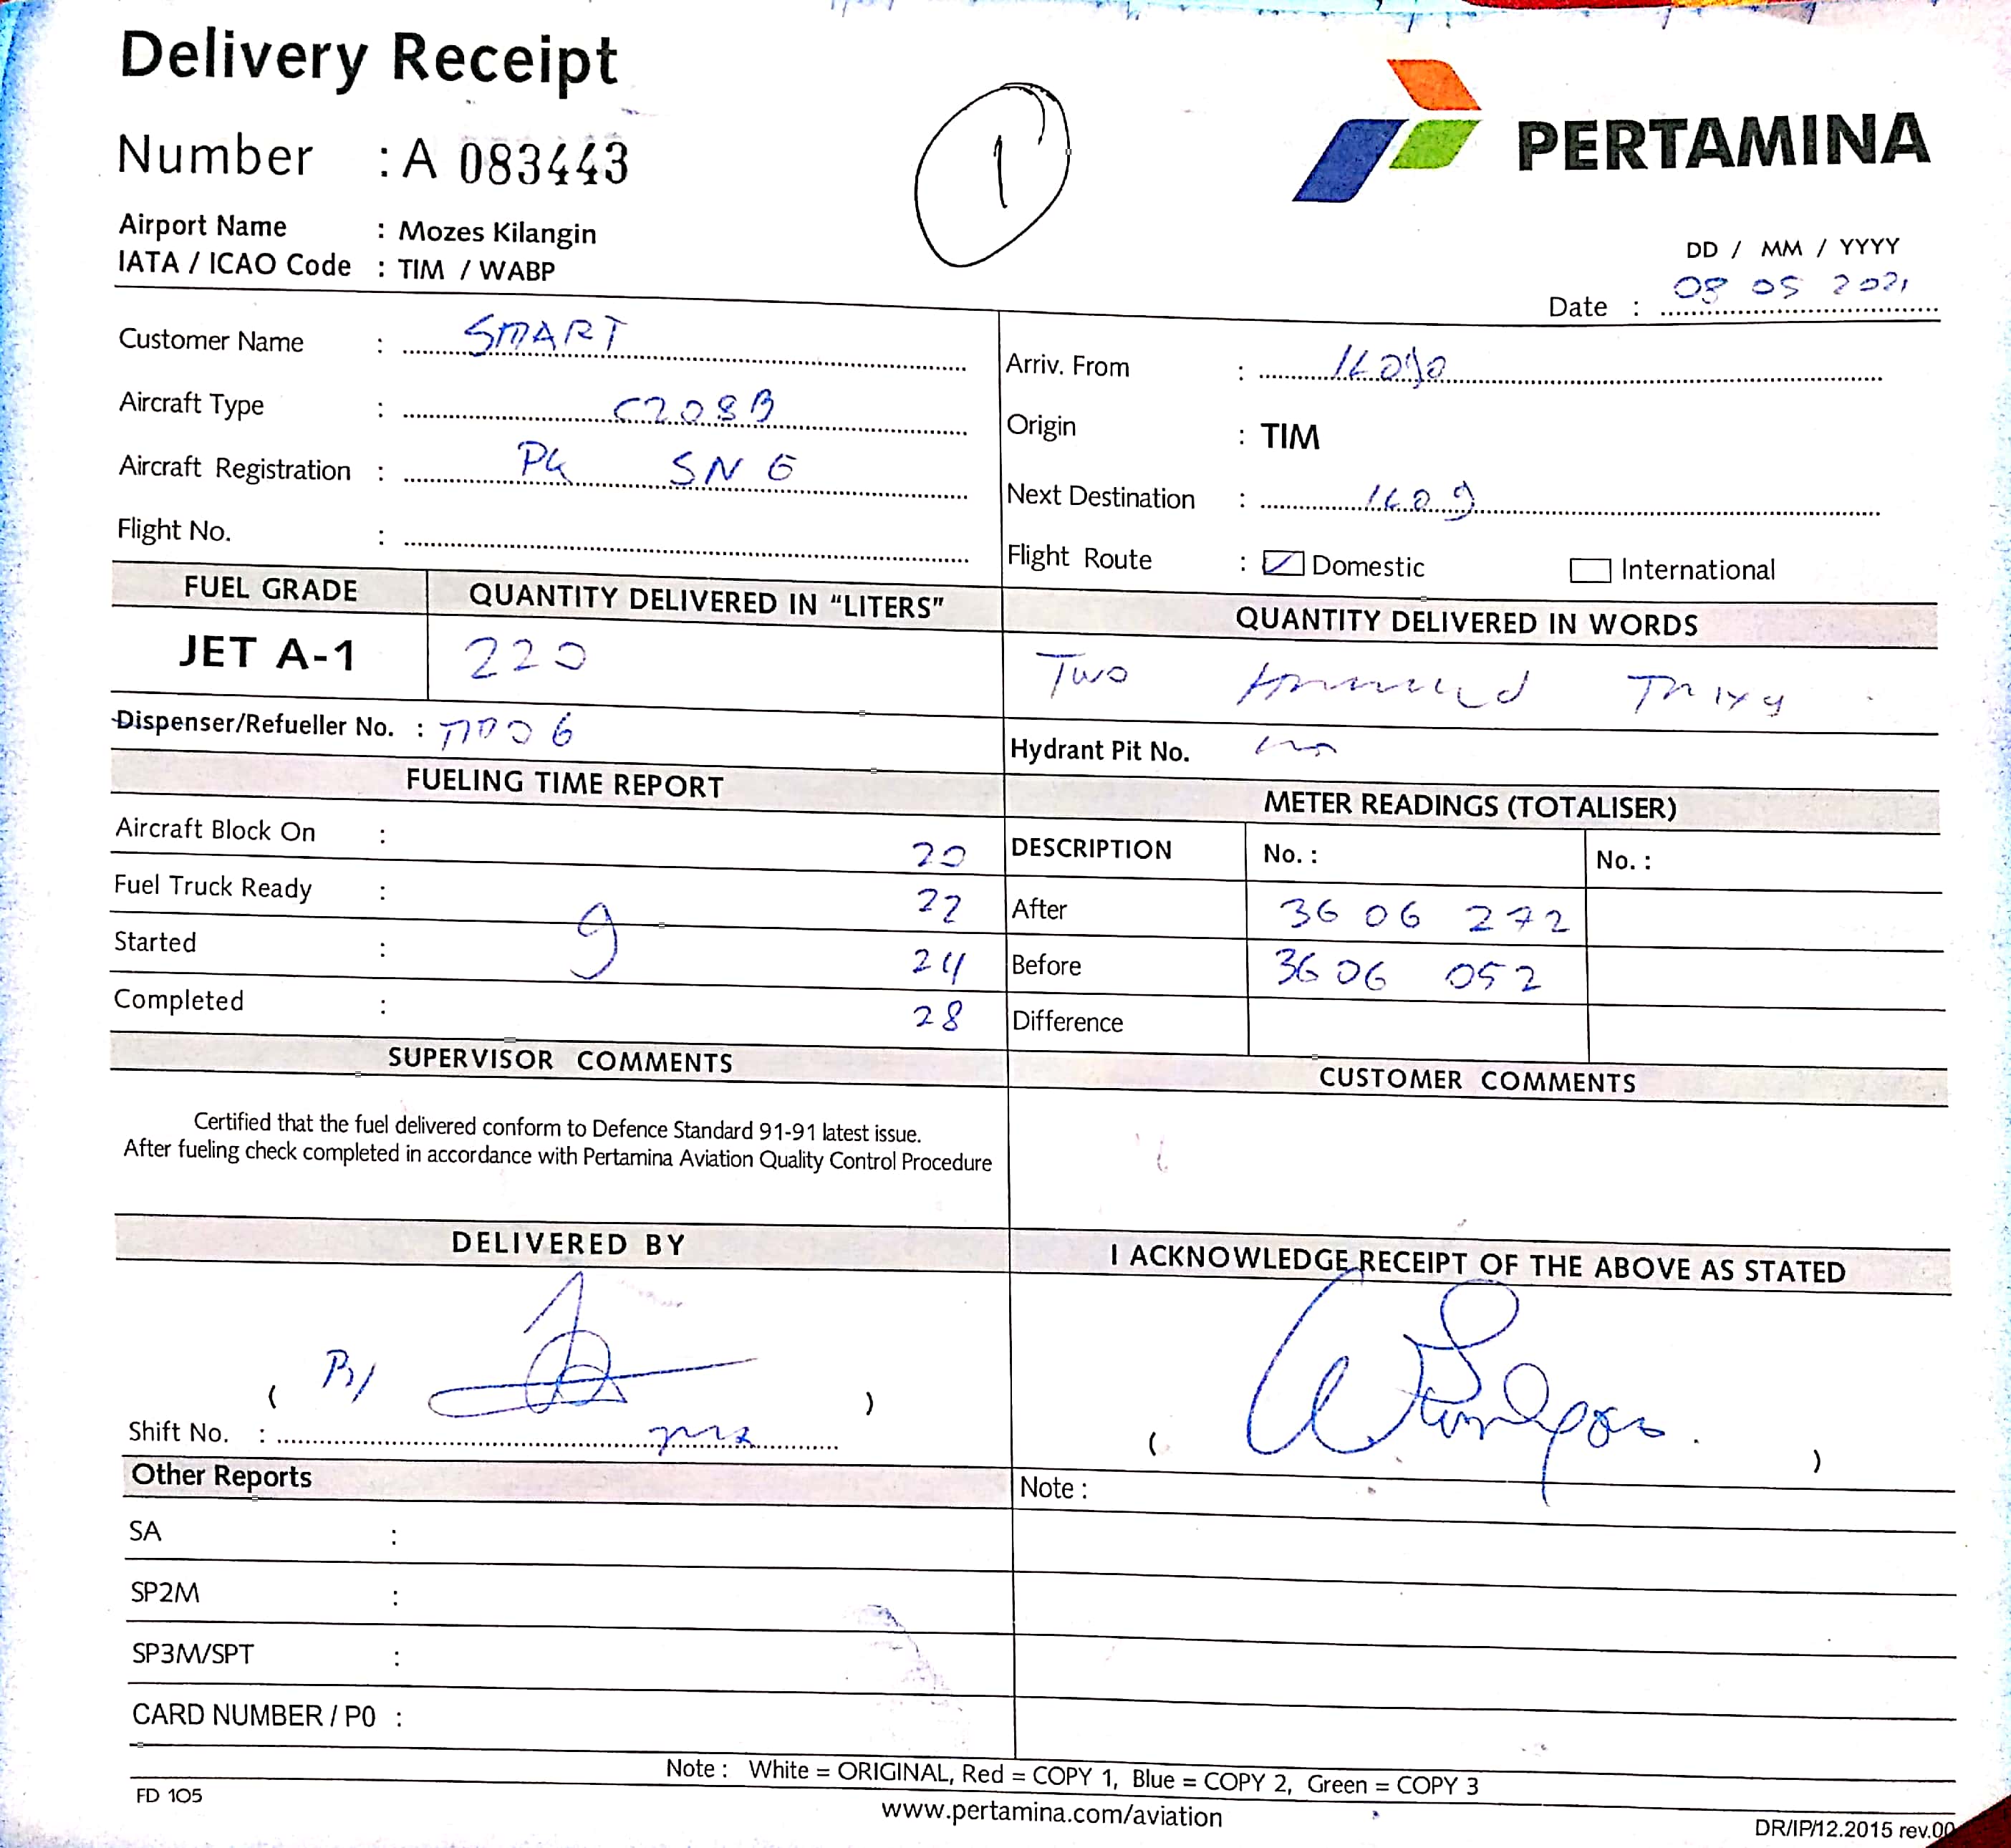 Delivery Receipt
Number : A 083443
1
PERTAMINA
Airport Name : Mozes Kilangin
IATA / ICAO Code : TIM / WABP
DD / MM / YYYY
Date : 08 05 2021
Customer Name : SMART
Aircraft Type : C208B
Aircraft Registration : PK SNE
Flight No. :
Arriv. From :
Origin : TIM
Next Destination :
Flight Route : Domestic International
FUEL GRADE QUANTITY DELIVERED IN "LITERS" QUANTITY DELIVERED IN WORDS
JET A-1 220 Two
Dispenser/Refueller No. :
Hydrant Pit No.
FUELING TIME REPORT
METER READINGS (TOTALISER)
Aircraft Block On : 20
Fuel Truck Ready : 22
Started : 9 24
Completed : 28
DESCRIPTION No. : No. :
After 3606 272
Before 3606 052
Difference
SUPERVISOR COMMENTS
CUSTOMER COMMENTS
Certified that the fuel delivered conform to Defence Standard 91-91 latest issue.
After fueling check completed in accordance with Pertamina Aviation Quality Control Procedure
DELIVERED BY
I ACKNOWLEDGE RECEIPT OF THE ABOVE AS STATED
( )
Shift No. :
( )
Other Reports
Note :
SA :
SP2M :
SP3M/SPT :
CARD NUMBER / PO :
Note : White = ORIGINAL, Red = COPY 1, Blue = COPY 2, Green = COPY 3
FD 105
www.pertamina.com/aviation
DR/IP/12.2015 rev.00